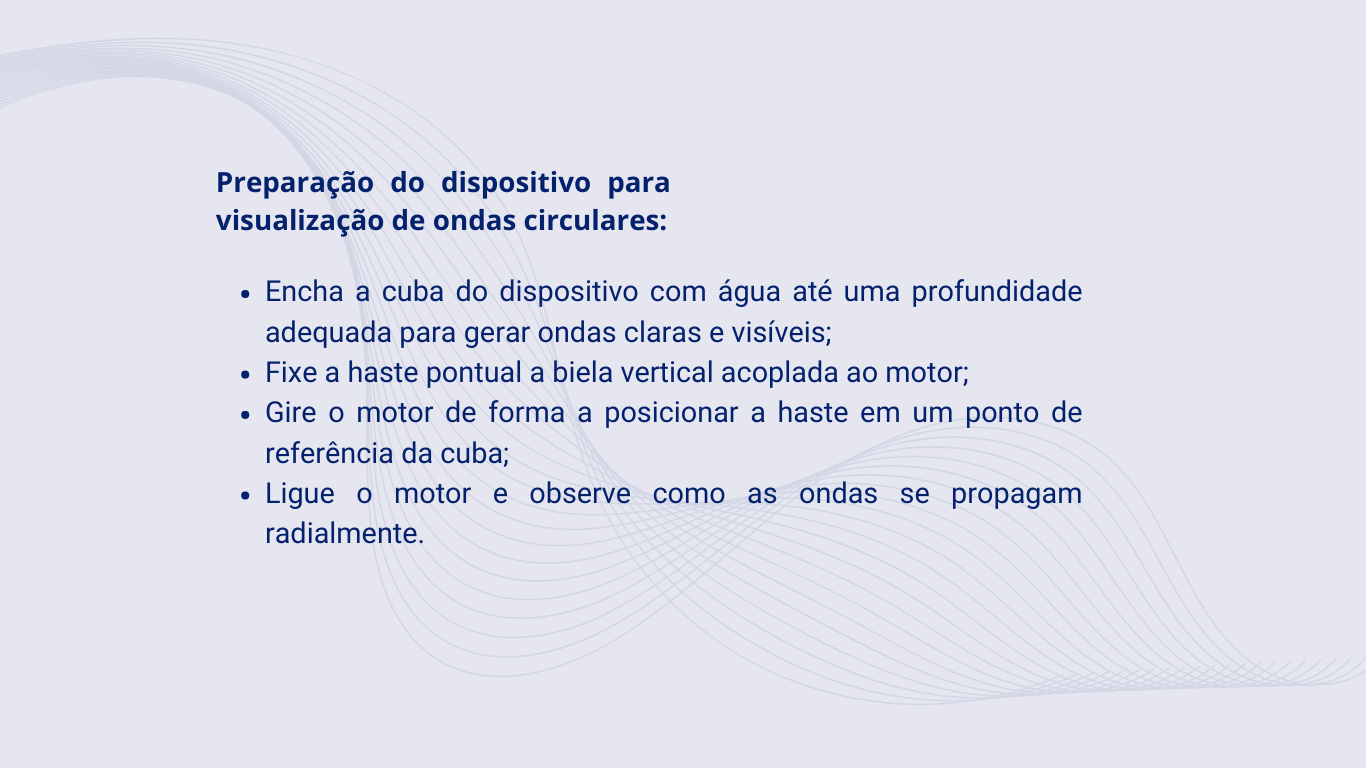 Preparação do dispositivo para
visualização de ondas circulares:
• Encha a cuba do dispositivo com água até uma profundidade
adequada para gerar ondas claras e visíveis;
• Fixe a haste pontual a biela vertical acoplada ao motor;
• Gire o motor de forma a posicionar a haste em um ponto de
referência da cuba;
• Ligue o motor e observe como as ondas se propagam
radialmente.